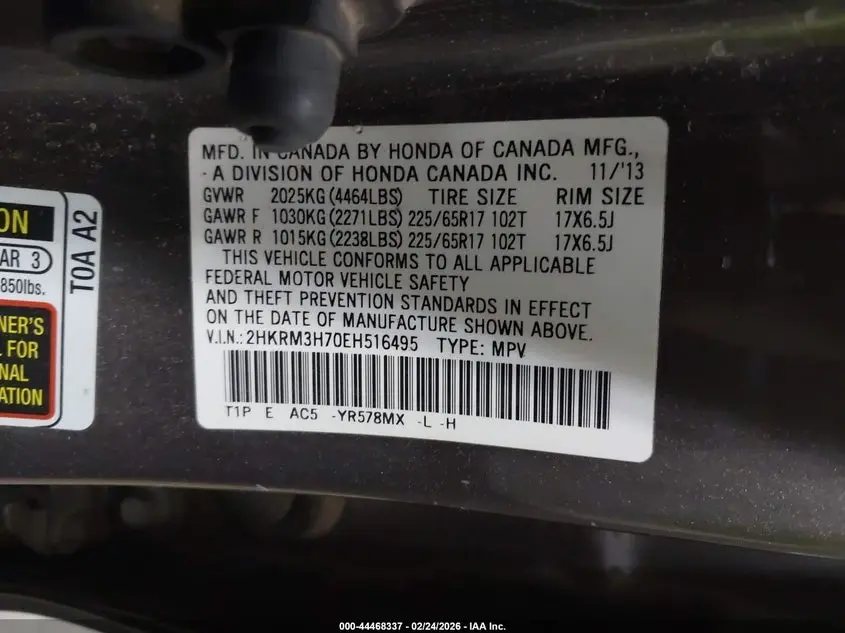 MFD. IN CANADA BY HONDA OF CANADA MFG.,
- A DIVISION OF HONDA CANADA INC. 11/'13
GVWR 2025KG (4464LBS) TIRE SIZE RIM SIZE
GAWR F 1030KG (2271LBS) 225/65R17 102T 17X6.5J
GAWR R 1015KG (2238LBS) 225/65R17 102T 17X6.5J
THIS VEHICLE CONFORMS TO ALL APPLICABLE
FEDERAL MOTOR VEHICLE SAFETY
AND THEFT PREVENTION STANDARDS IN EFFECT
ON THE DATE OF MANUFACTURE SHOWN ABOVE.
V.I.N.: 2HKRM3H70EH516495 TYPE: MPV
T1P E AC5 -YR578MX -L -H
ON
AR 3
850lbs.
NER'S
FOR
NAL
ATION
T0A A2
000-44468337 - 02/24/2026 - IAA Inc.